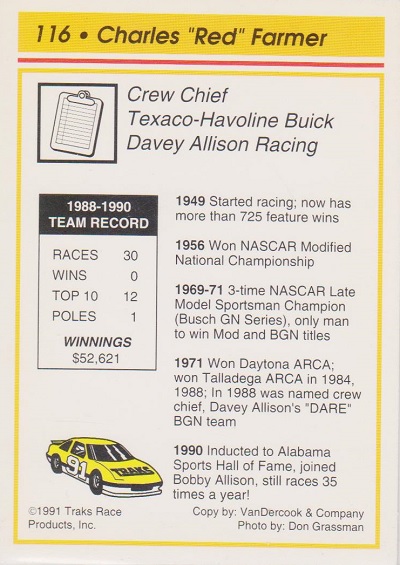 116 • Charles "Red" Farmer
Crew Chief
Texaco-Havoline Buick
Davey Allison Racing
1988-1990
TEAM RECORD
RACES 30
WINS 0
TOP 10 12
POLES 1
WINNINGS
$52,621
1949 Started racing; now has
more than 725 feature wins
1956 Won NASCAR Modified
National Championship
1969-71 3-time NASCAR Late
Model Sportsman Champion
(Busch GN Series), only man
to win Mod and BGN titles
1971 Won Daytona ARCA;
won Talladega ARCA in 1984,
1988; In 1988 was named crew
chief, Davey Allison's "DARE"
BGN team
1990 Inducted to Alabama
Sports Hall of Fame, joined
Bobby Allison, still races 35
times a year!
91
TRAKS
©1991 Traks Race
Products, Inc.
Copy by: VanDercook & Company
Photo by: Don Grassman